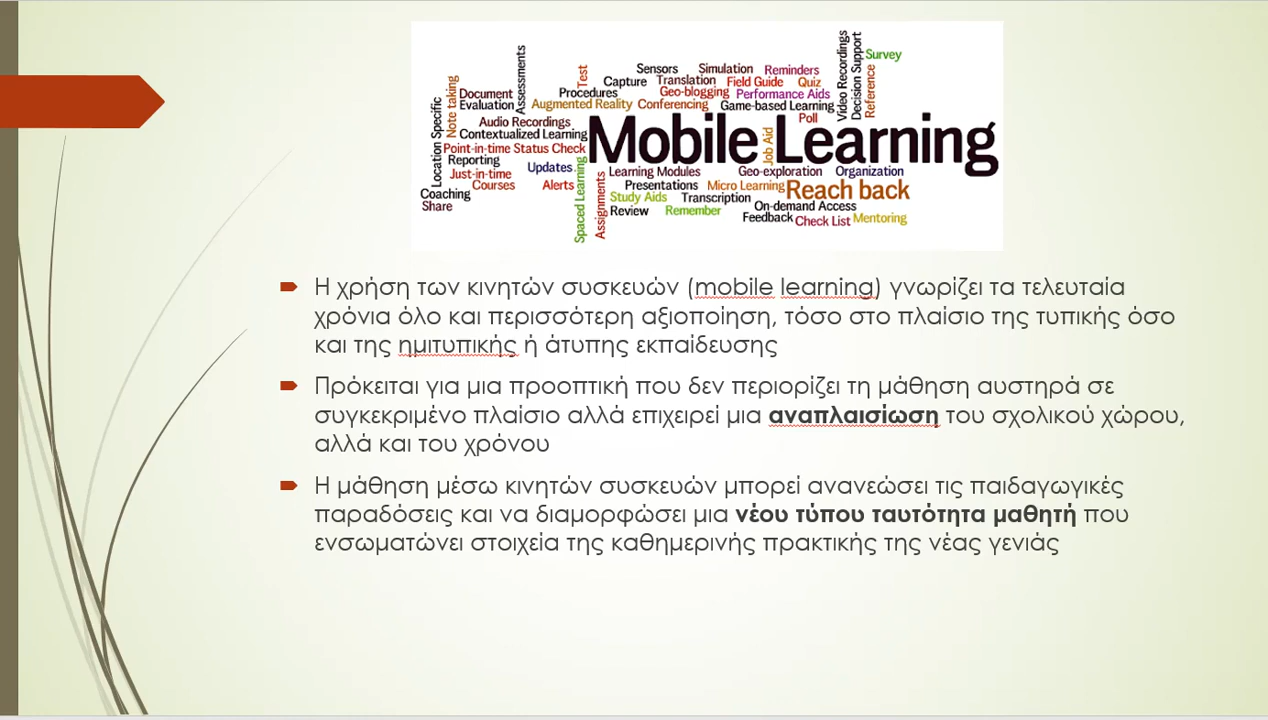 Sensors Simulation Reminders
Capture Translation Field Guide Quiz
Procedures Geo-blogging Performance Aids
Augmented Reality Conferencing Game-based Learning
Test
Assessments
Document
Evaluation
Note taking
Location Specific
Video Recordings
Decision Support
Reference
Survey
Poll
Audio Recordings
Contextualized Learning
Point-in-time Status Check
Mobile Learning
Job Aid
Reporting
Updates
Just-in-time
Courses
Alerts
Coaching
Share
Spaced Learning
Assignments
Learning Modules Geo-exploration Organization
Presentations Micro Learning Reach back
Study Aids Transcription On-demand Access
Review Remember Feedback Check List Mentoring
Η χρήση των κινητών συσκευών (mobile learning) γνωρίζει τα τελευταία
χρόνια όλο και περισσότερη αξιοποίηση, τόσο στο πλαίσιο της τυπικής όσο
και της ημιτυπικής ή άτυπης εκπαίδευσης
Πρόκειται για μια προοπτική που δεν περιορίζει τη μάθηση αυστηρά σε
συγκεκριμένο πλαίσιο αλλά επιχειρεί μια αναπλαισίωση του σχολικού χώρου,
αλλά και του χρόνου
Η μάθηση μέσω κινητών συσκευών μπορεί ανανεώσει τις παιδαγωγικές
παραδόσεις και να διαμορφώσει μια νέου τύπου ταυτότητα μαθητή που
ενσωματώνει στοιχεία της καθημερινής πρακτικής της νέας γενιάς